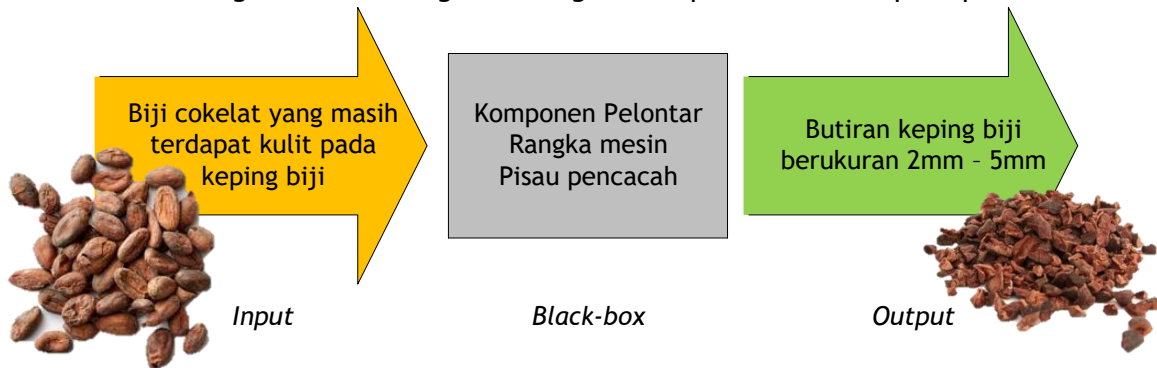 Biji cokelat yang masih
terdapat kulit pada
keping biji
Komponen Pelontar
Rangka mesin
Pisau pencacah
Butiran keping biji
berukuran 2mm – 5mm
Input
Black-box
Output